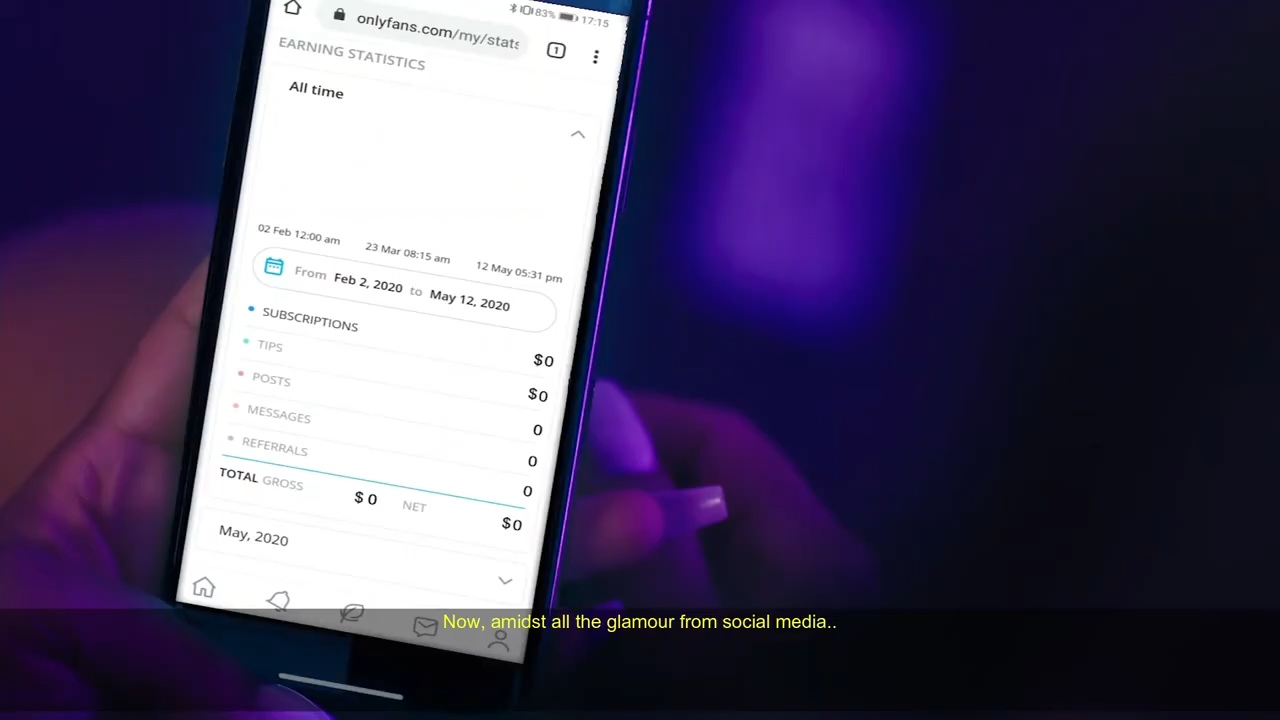 83% 17:15
onlyfans.com/my/stats
1
EARNING STATISTICS
All time
02 Feb 12:00 am 23 Mar 08:15 am 12 May 05:31 pm
From Feb 2, 2020 to May 12, 2020
SUBSCRIPTIONS $0
TIPS $0
POSTS 0
MESSAGES 0
REFERRALS 0
TOTAL GROSS $0 NET $0
May, 2020
Now, amidst all the glamour from social media..